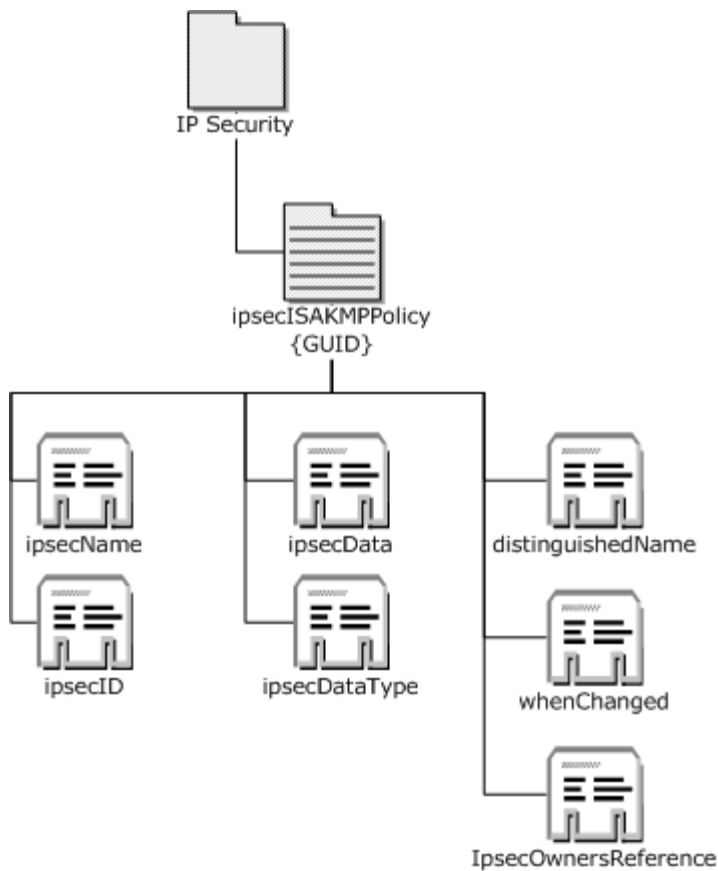 IP Security
ipsecISAKMPPolicy
{GUID}
ipsecName
ipsecData
distinguishedName
ipsecID
ipsecDataType
whenChanged
IpsecOwnersReference